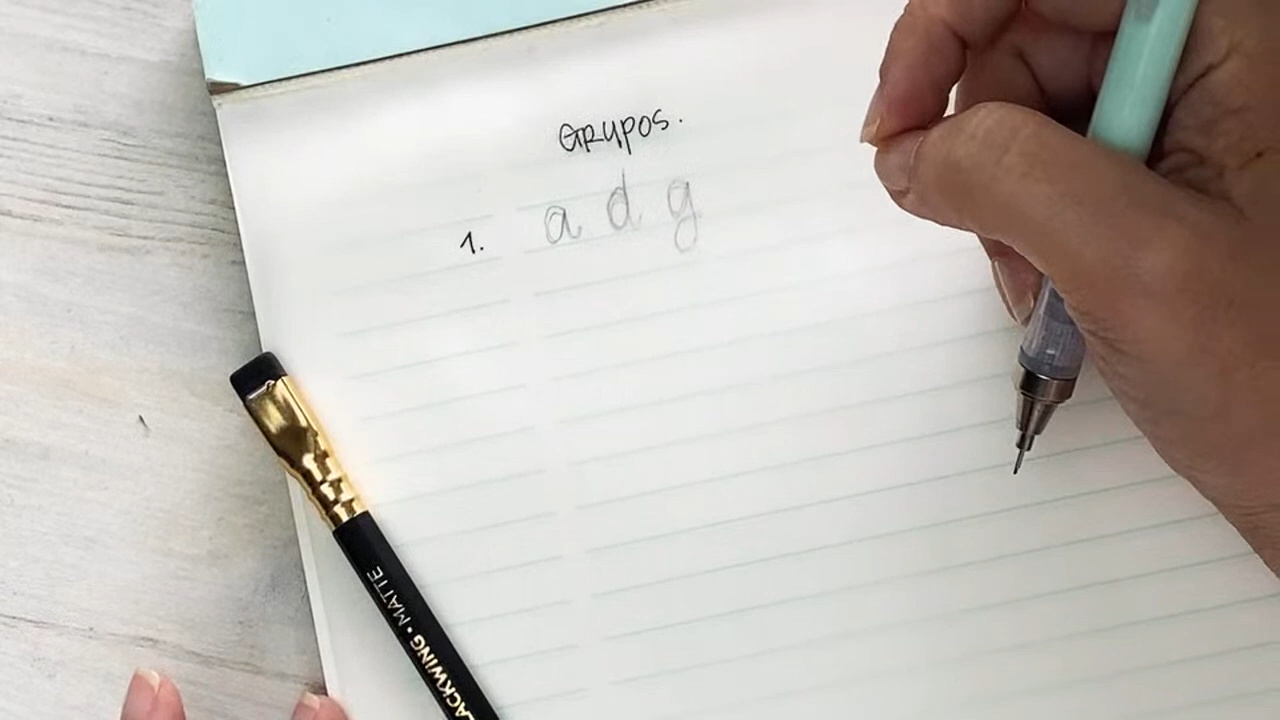 GRUPOS.
1. a d g
BLACKWING • MATTE